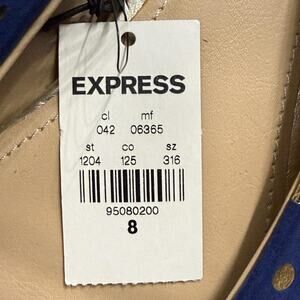 EXPRESS
cl mf
042 06365
st co sz
1204 125 316
95080200
8